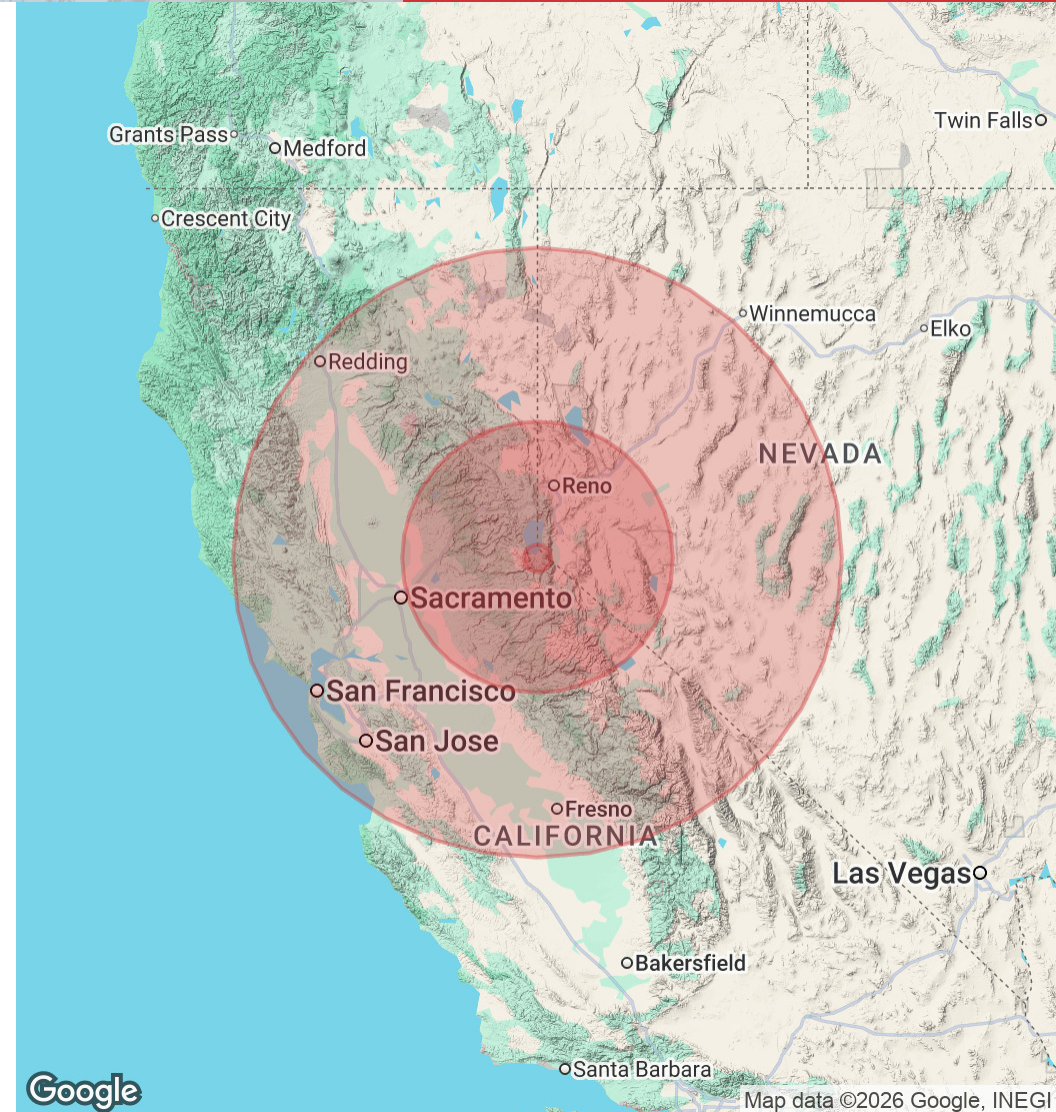 Twin Falls
Grants Pass
Medford
Crescent City
Winnemucca
Elko
Redding
NEVADA
Reno
Sacramento
San Francisco
San Jose
Fresno
CALIFORNIA
Las Vegas
Bakersfield
Santa Barbara
Google
Map data ©2026 Google, INEGI